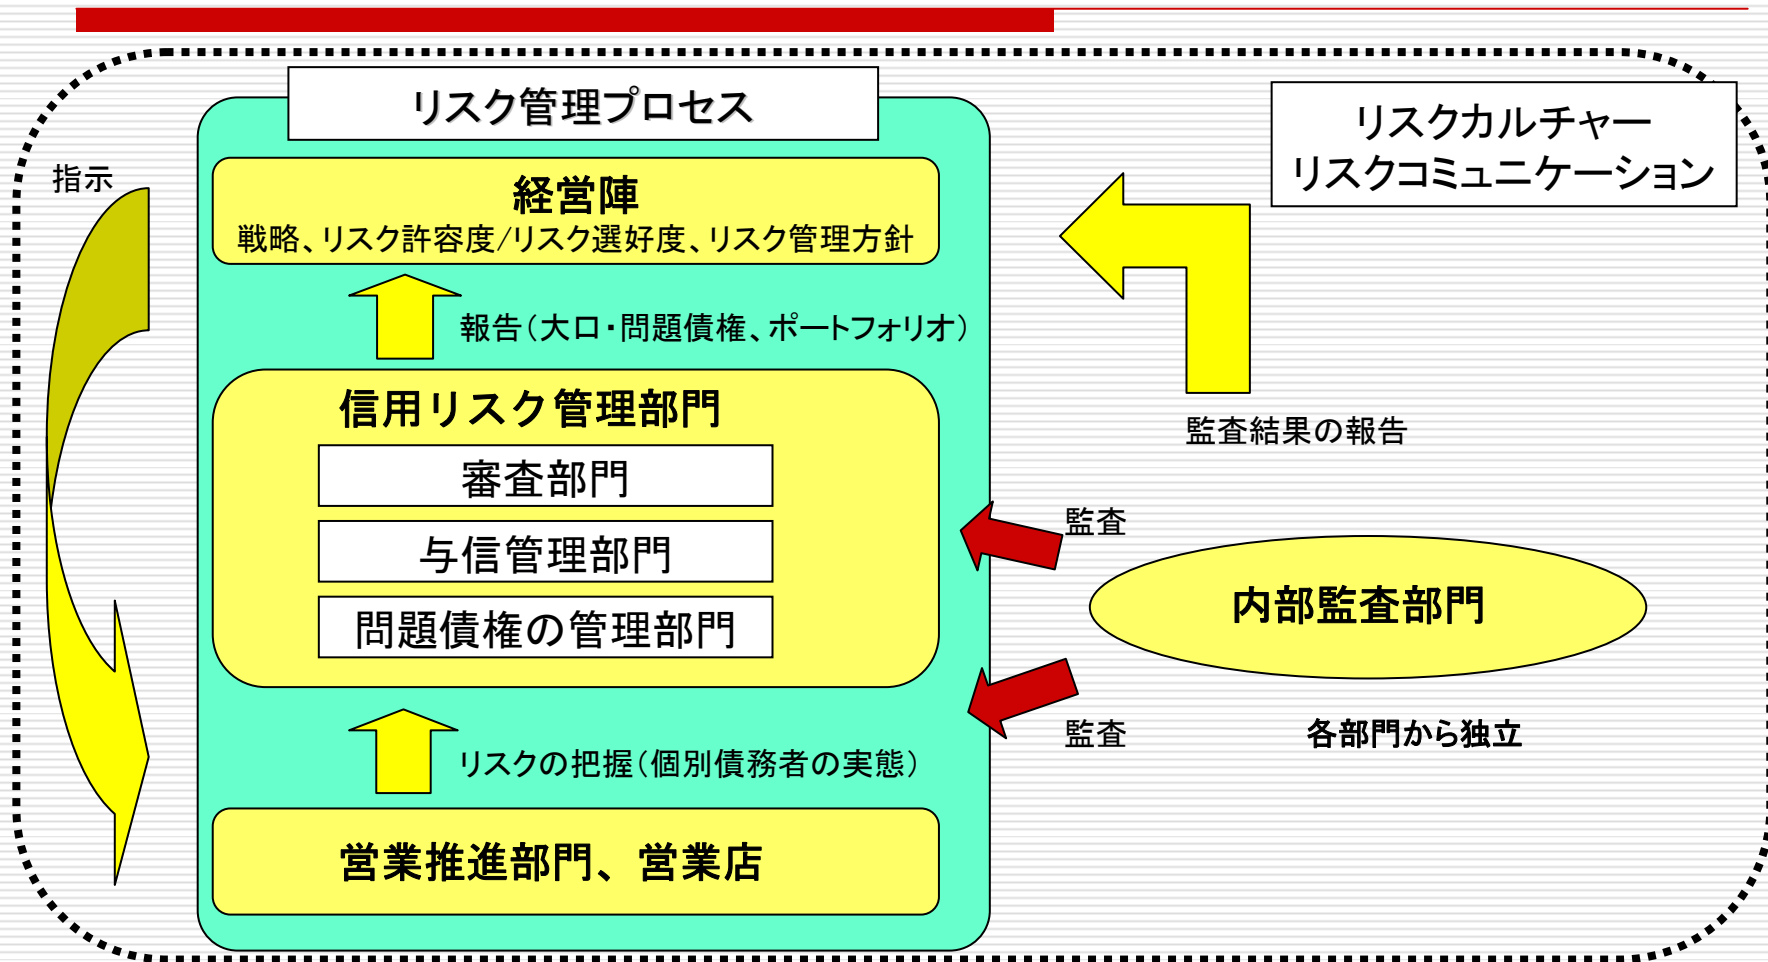 リスク管理プロセス
リスクカルチャー
リスクコミュニケーション
指示
経営陣
戦略、リスク許容度/リスク選好度、リスク管理方針
報告(大口・問題債権、ポートフォリオ)
信用リスク管理部門
監査結果の報告
審査部門
与信管理部門
問題債権の管理部門
監査
内部監査部門
監査
各部門から独立
リスクの把握(個別債務者の実態)
営業推進部門、営業店